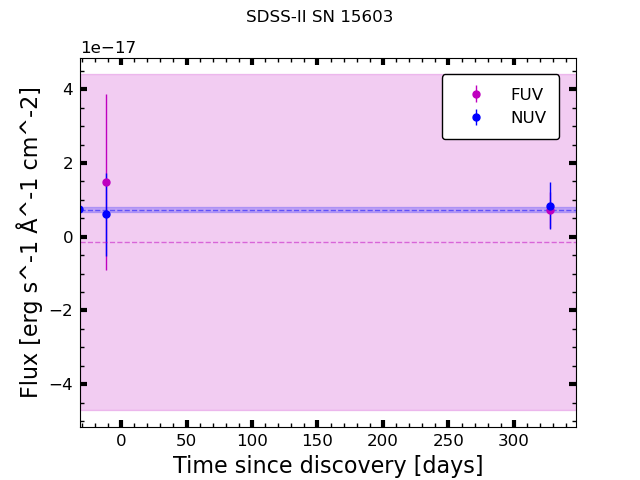 SDSS-II SN 15603
1e−17
Flux [erg s^-1 Å^-1 cm^-2]
4
2
0
−2
−4
FUV
NUV
0 50 100 150 200 250 300
Time since discovery [days]